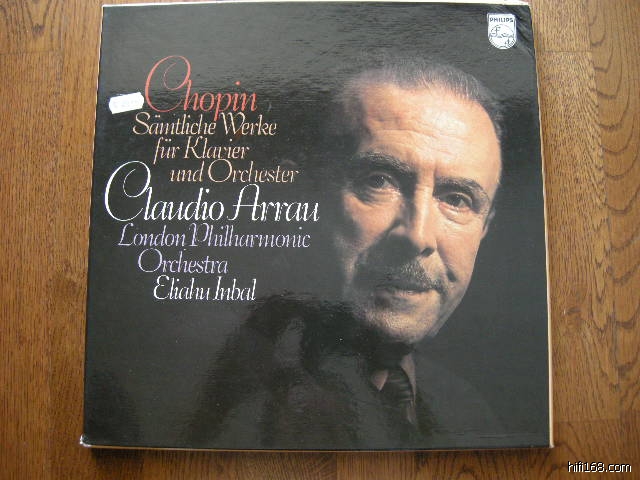 PHILIPS
Chopin
Sämtliche Werke
für Klavier
und Orchester
Claudio Arrau
London Philharmonic
Orchestra
Eliahu Inbal
hifi168.com